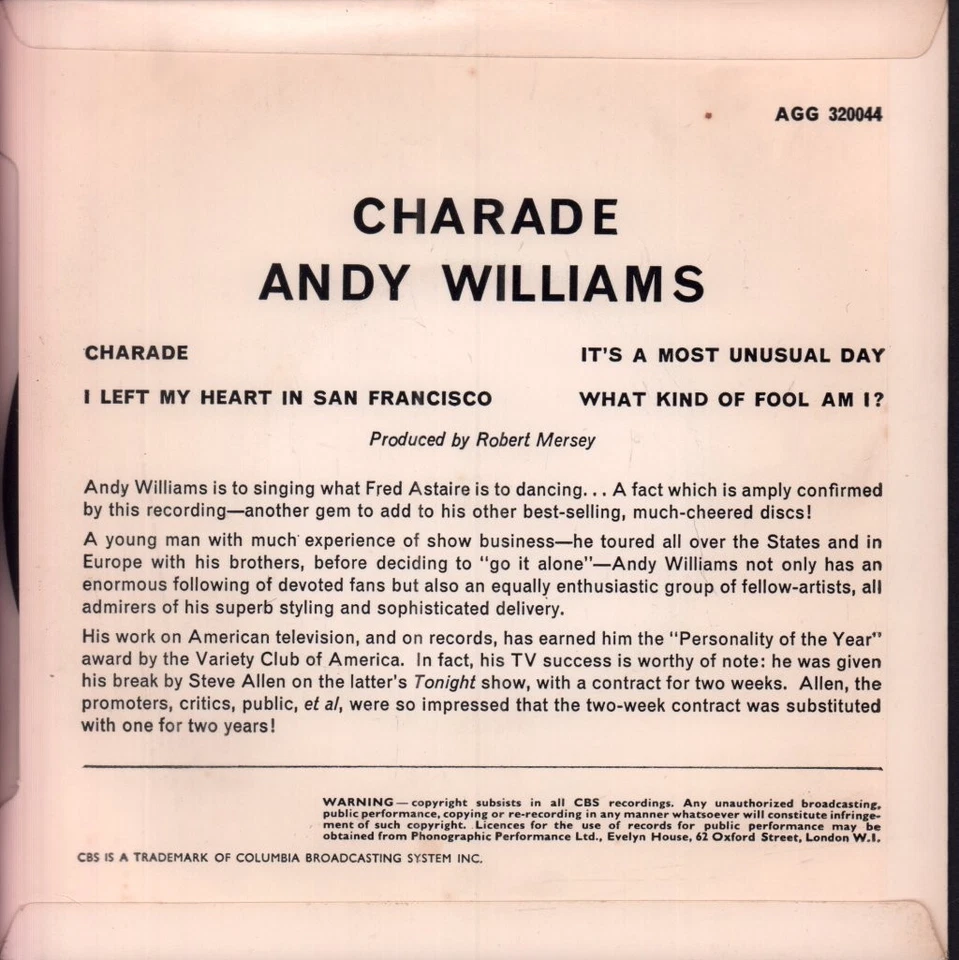 AGG 320044
CHARADE
ANDY WILLIAMS
CHARADE
IT'S A MOST UNUSUAL DAY
I LEFT MY HEART IN SAN FRANCISCO
WHAT KIND OF FOOL AM I?
Produced by Robert Mersey
Andy Williams is to singing what Fred Astaire is to dancing... A fact which is amply confirmed
by this recording—another gem to add to his other best-selling, much-cheered discs!
A young man with much experience of show business—he toured all over the States and in
Europe with his brothers, before deciding to "go it alone"—Andy Williams not only has an
enormous following of devoted fans but also an equally enthusiastic group of fellow-artists, all
admirers of his superb styling and sophisticated delivery.
His work on American television, and on records, has earned him the "Personality of the Year"
award by the Variety Club of America. In fact, his TV success is worthy of note: he was given
his break by Steve Allen on the latter's Tonight show, with a contract for two weeks. Allen, the
promoters, critics, public, et al, were so impressed that the two-week contract was substituted
with one for two years!
WARNING—copyright subsists in all CBS recordings. Any unauthorized broadcasting,
public performance, copying or re-recording in any manner whatsoever will constitute infringe-
ment of such copyright. Licences for the use of records for public performance may be
obtained from Phonographic Performance Ltd., Evelyn House, 62 Oxford Street, London W.I.
CBS IS A TRADEMARK OF COLUMBIA BROADCASTING SYSTEM INC.